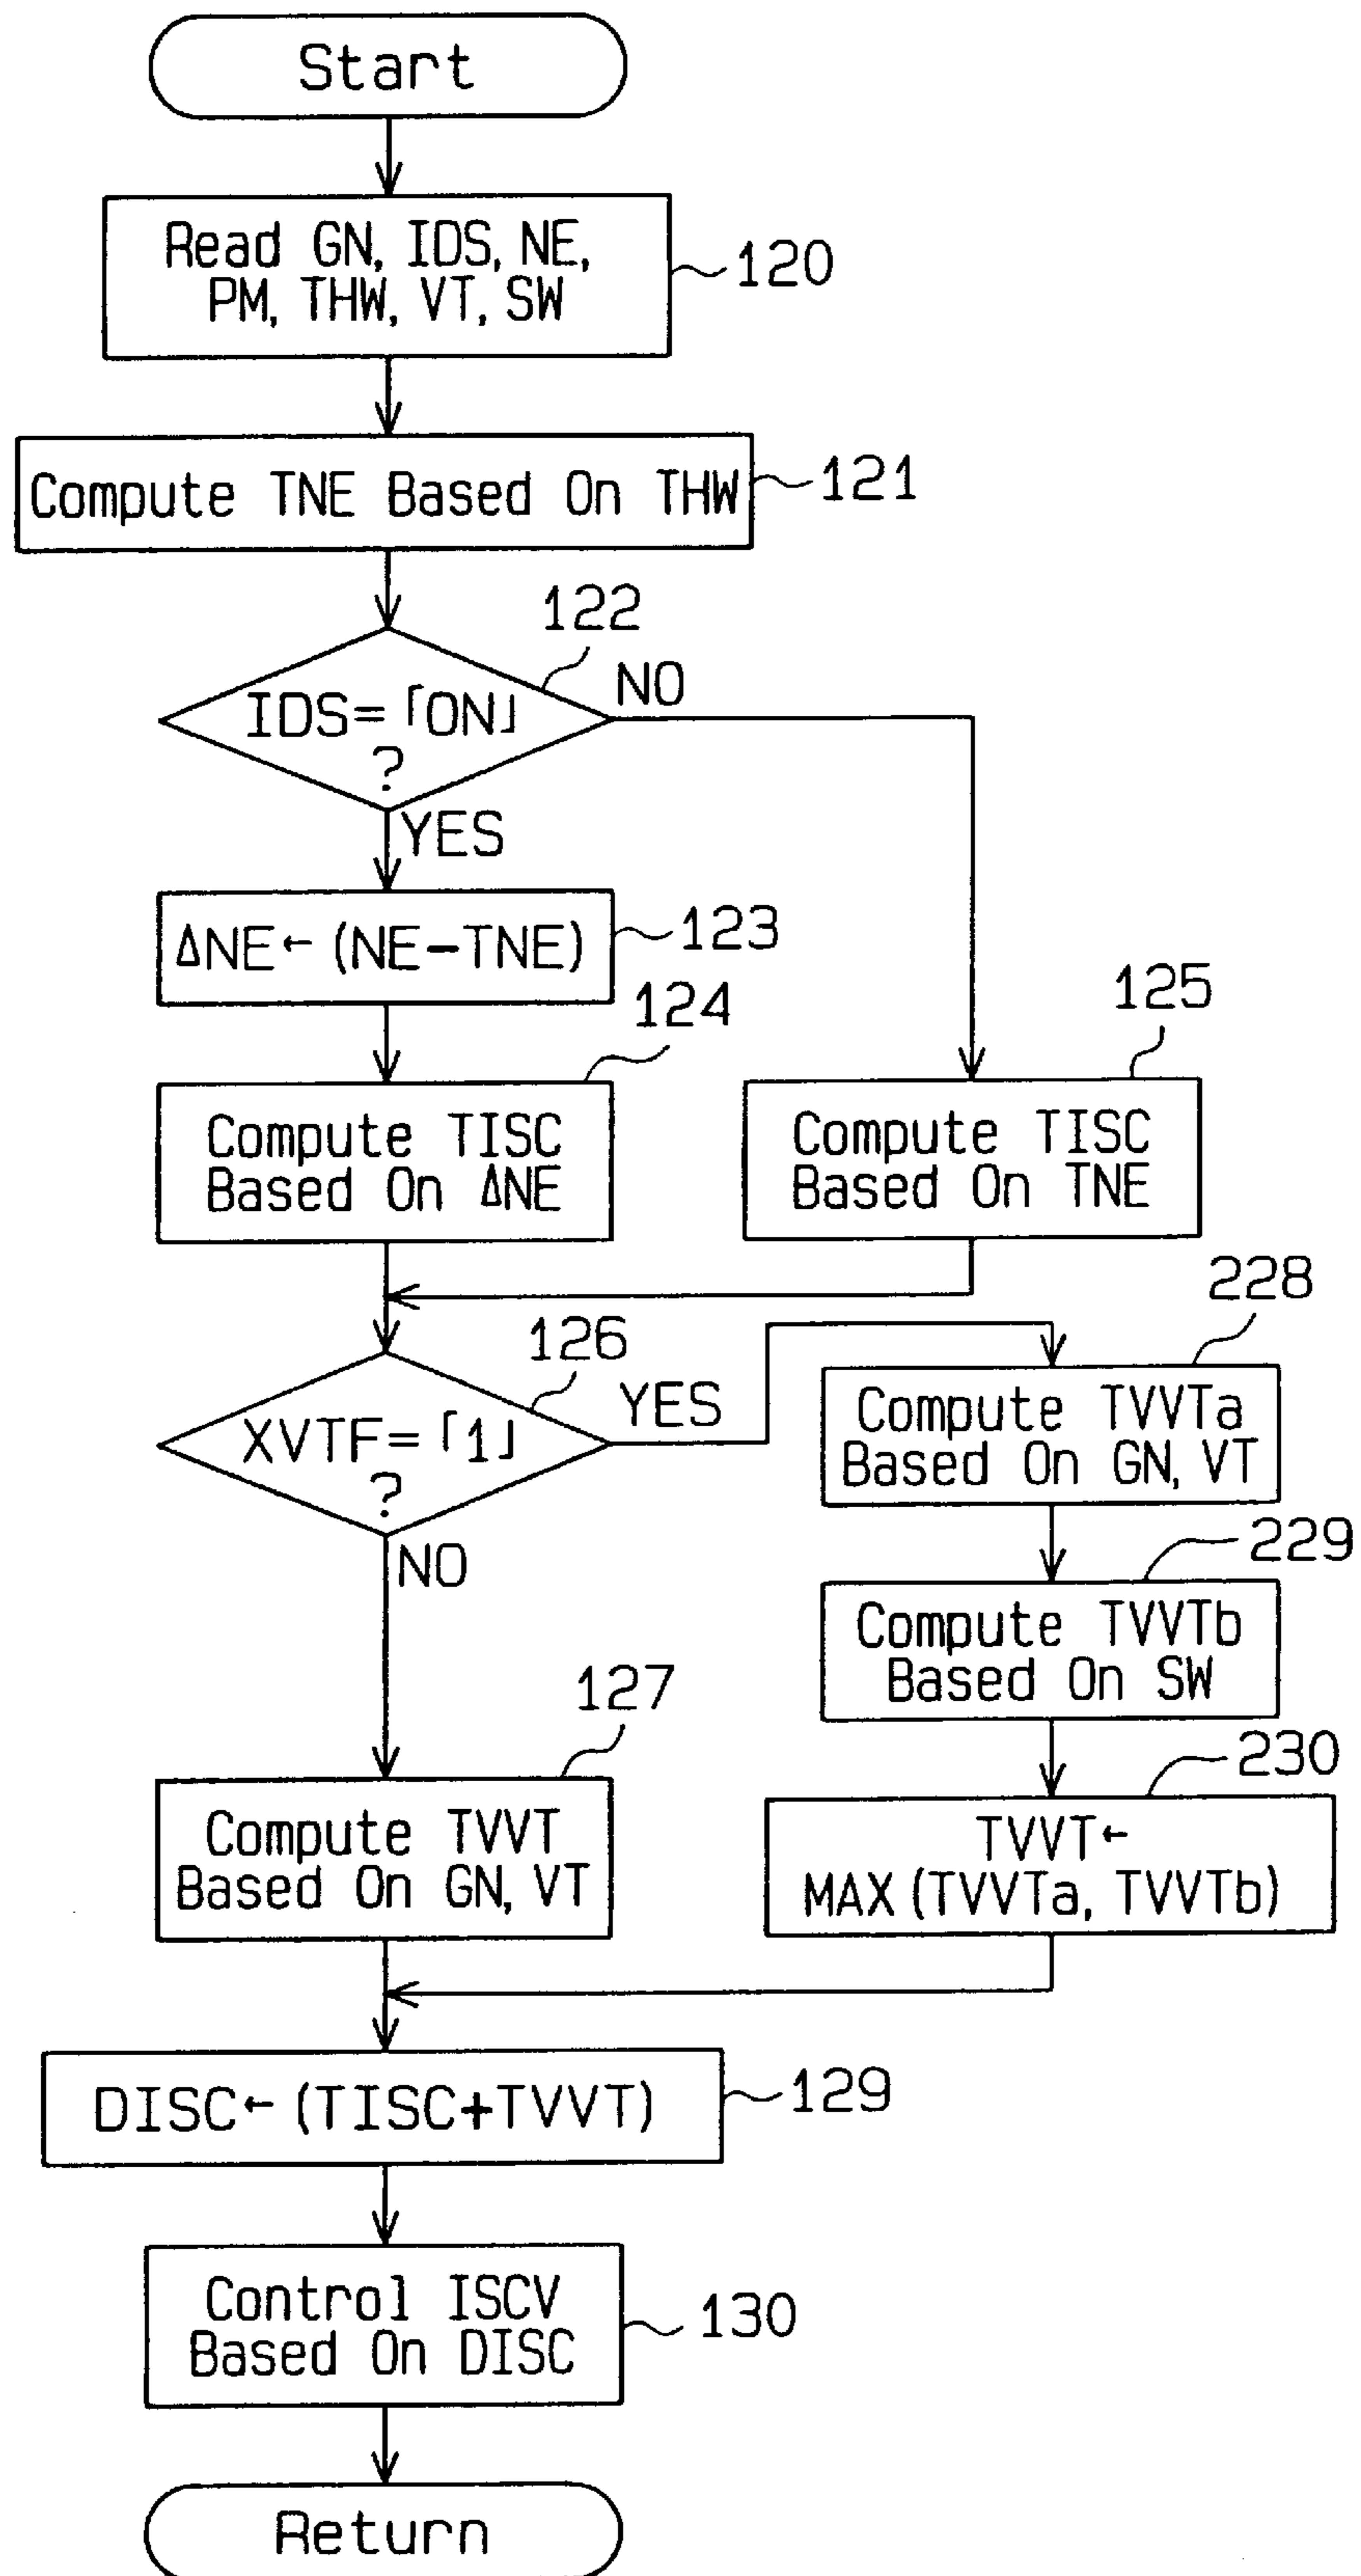 Start
Read GN, IDS, NE,
PM, THW, VT, SW
120
Compute TNE Based On THW
121
122
IDS=「ON」
?
NO
YES
ΔNE←(NE-TNE)
123
124
Compute TISC
Based On ΔNE
125
Compute TISC
Based On TNE
126
XVTF=「1」
?
YES
NO
228
Compute TVVTa
Based On GN, VT
229
Compute TVVTb
Based On SW
230
TVVT←
MAX(TVVTa, TVVTb)
127
Compute TVVT
Based On GN, VT
DISC←(TISC+TVVT)
129
Control ISCV
Based On DISC
130
Return